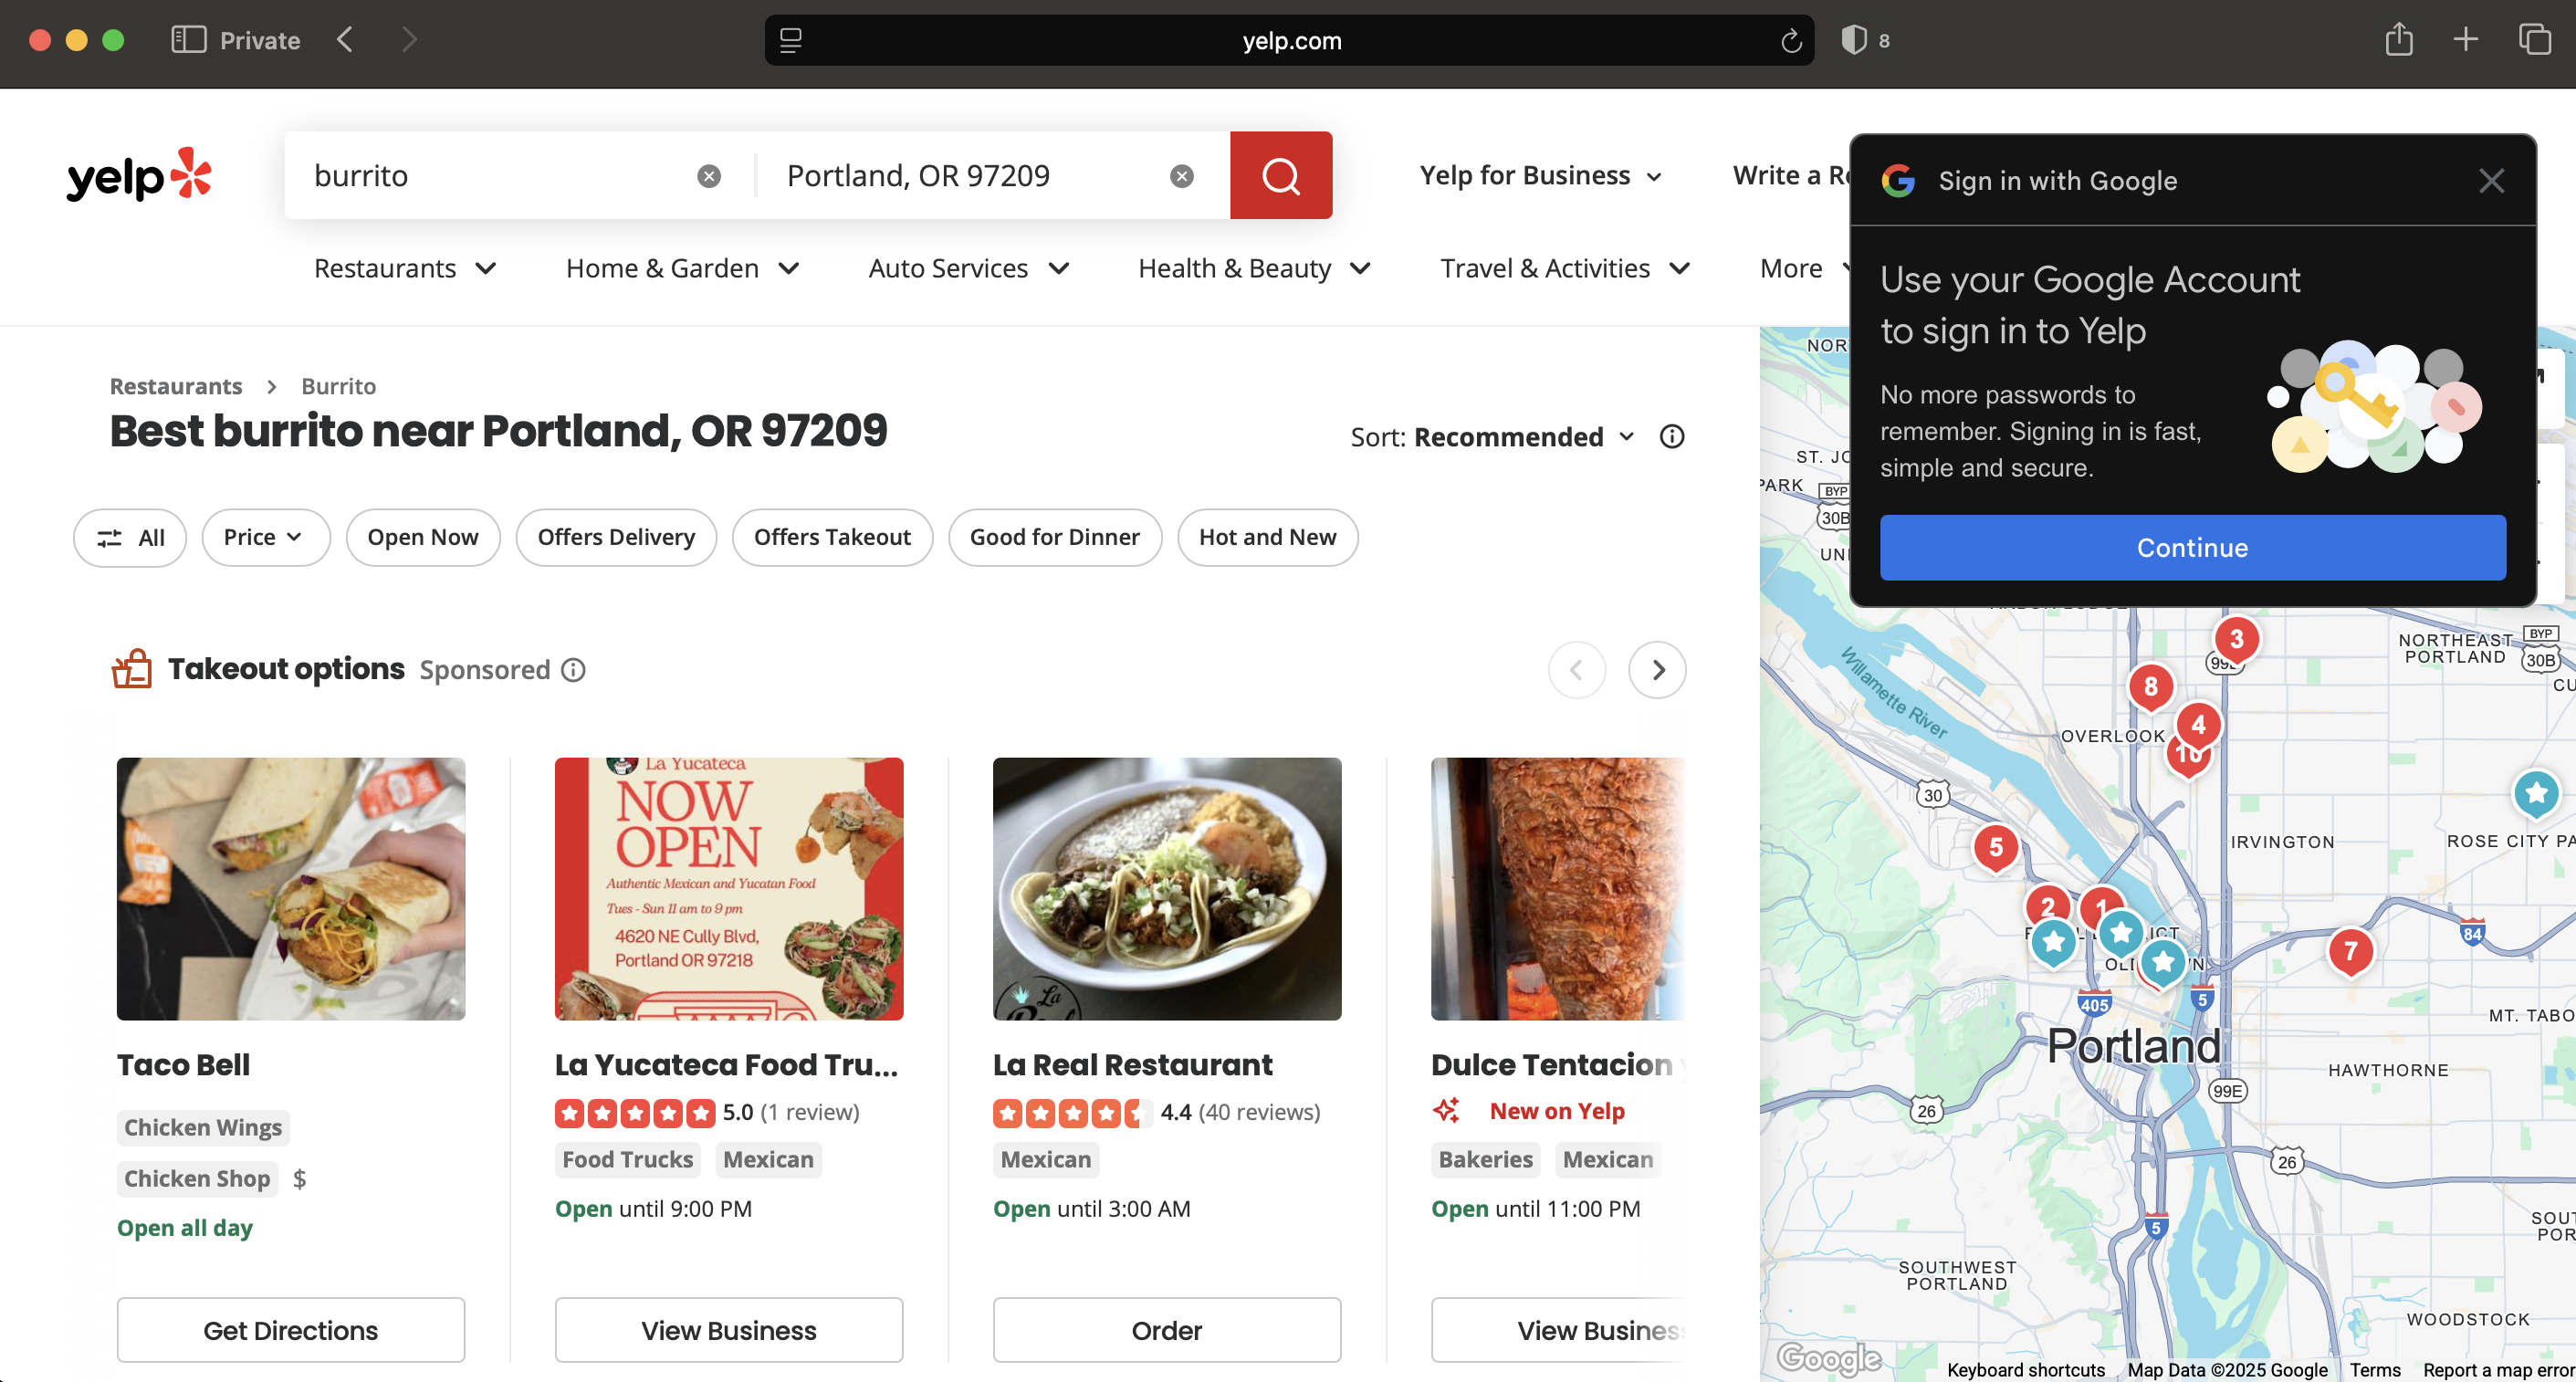 Private
yelp.com
8
yelp
burrito
Portland, OR 97209
Yelp for Business
Write a
Restaurants
Home & Garden
Auto Services
Health & Beauty
Travel & Activities
More
Sign in with Google
Use your Google Account
to sign in to Yelp
No more passwords to
remember. Signing in is fast,
simple and secure.
Continue
Restaurants > Burrito
Best burrito near Portland, OR 97209
Sort: Recommended
All
Price
Open Now
Offers Delivery
Offers Takeout
Good for Dinner
Hot and New
Takeout options Sponsored
La Yucateca
NOW
OPEN
Authentic Mexican and Yucatan Food
Tues - Sun 11 am to 9 pm
4620 NE Cully Blvd,
Portland OR 97218
La
Taco Bell
Chicken Wings
Chicken Shop $
Open all day
Get Directions
La Yucateca Food Tru...
5.0 (1 review)
Food Trucks Mexican
Open until 9:00 PM
View Business
La Real Restaurant
4.4 (40 reviews)
Mexican
Open until 3:00 AM
Order
Dulce Tentacion
New on Yelp
Bakeries Mexican
Open until 11:00 PM
View Business
ST.
PARK
BYP
30B
Willamette River
3
8
4
10
NORTHEAST
PORTLAND
BYP
30B
OVERLOOK
30
IRVINGTON
ROSE CITY
5
2
1
7
84
405
5
Portland
MT.
HAWTHORNE
99E
26
26
5
SOUTHWEST
PORTLAND
WOODSTOCK
Google
Keyboard shortcuts
Map Data ©2025 Google
Terms
Report a map error